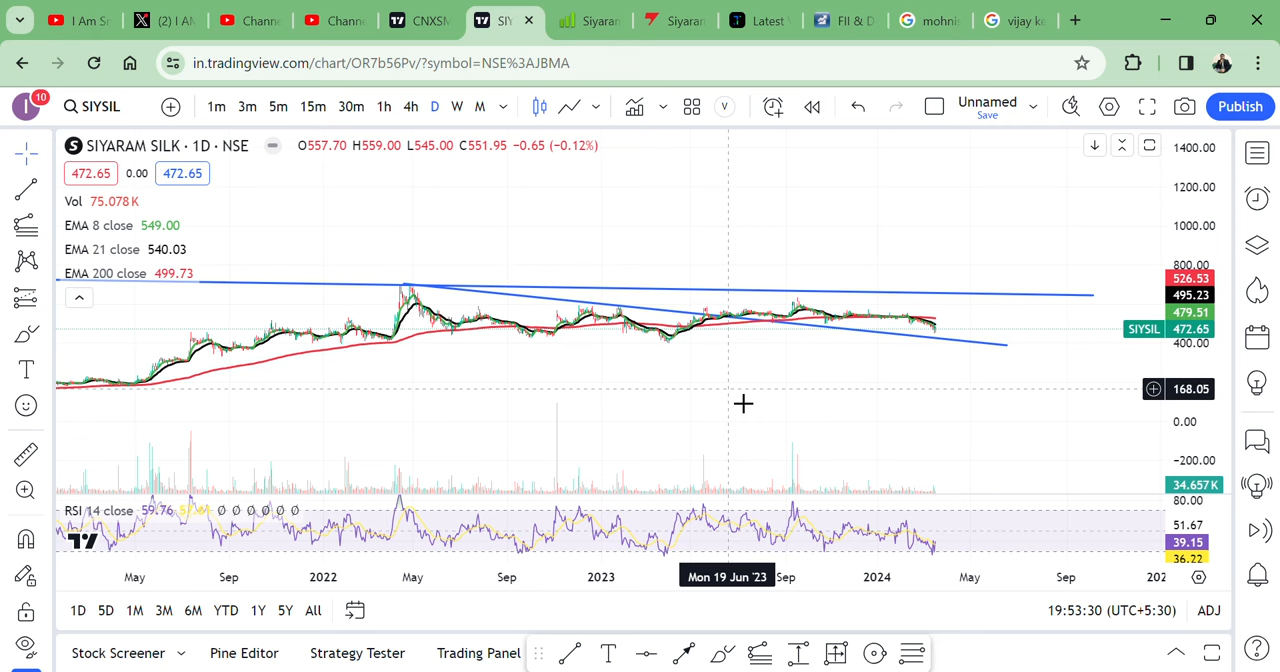 I am Sr
(2) I AM
Channe
Channe
CNXSM
SIY
Siyaran
Siyaran
Latest
FII & D
mohnis
vijay ke
in.tradingview.com/chart/OR7b56Pv/?symbol=NSE%3AJBMA
I 10 SIYSIL 1m 3m 5m 15m 30m 1h 4h D W M V Unnamed Save Publish
S SIYARAM SILK · 1D · NSE O557.70 H559.00 L545.00 C551.95 −0.65 (−0.12%)
472.65 0.00 472.65
Vol 75.078K
EMA 8 close 549.00
EMA 21 close 540.03
EMA 200 close 499.73
1400.00
1200.00
1000.00
800.00
526.53
495.23
479.51
SIYSIL 472.65
400.00
168.05
0.00
−200.00
34.657K
80.00
RSI 14 close 59.76 Ø Ø Ø Ø Ø Ø
51.67
39.15
36.22
May Sep 2022 May Sep 2023 Mon 19 Jun '23 Sep 2024 May Sep 202
1D 5D 1M 3M 6M YTD 1Y 5Y All 19:53:30 (UTC+5:30) ADJ
Stock Screener Pine Editor Strategy Tester Trading Panel